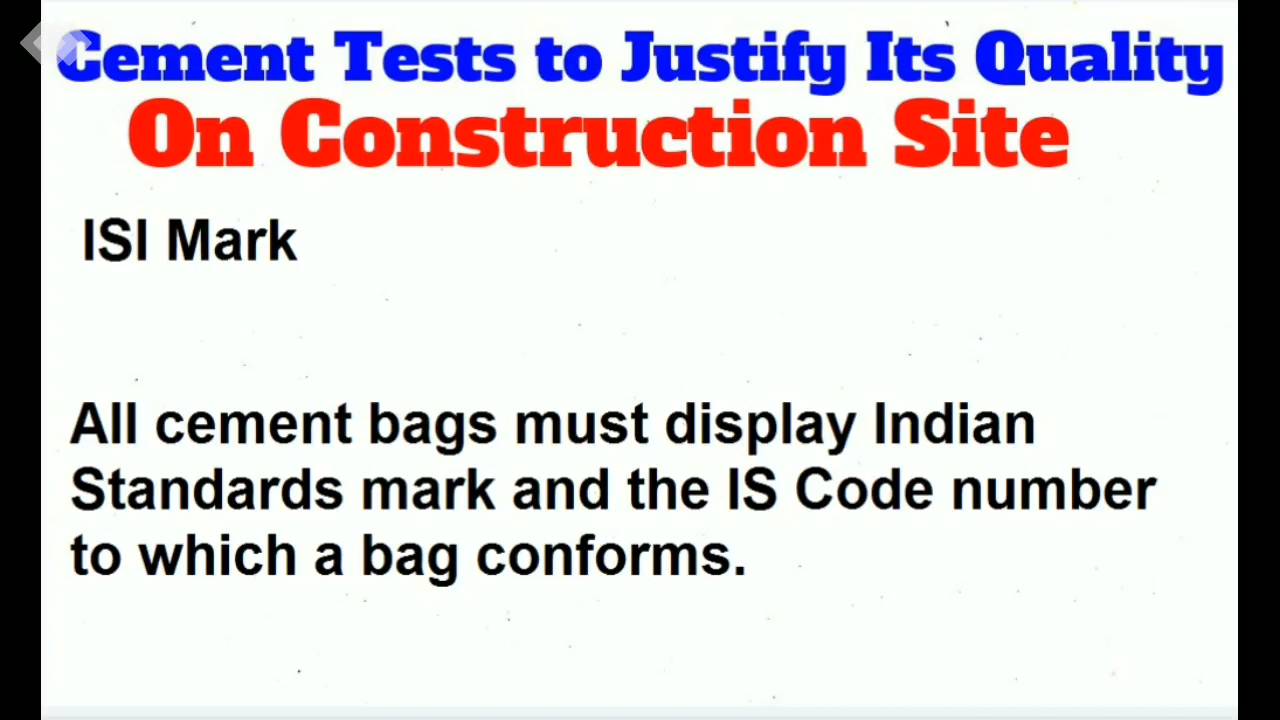 Cement Tests to Justify Its Quality
On Construction Site
ISI Mark
All cement bags must display Indian
Standards mark and the IS Code number
to which a bag conforms.